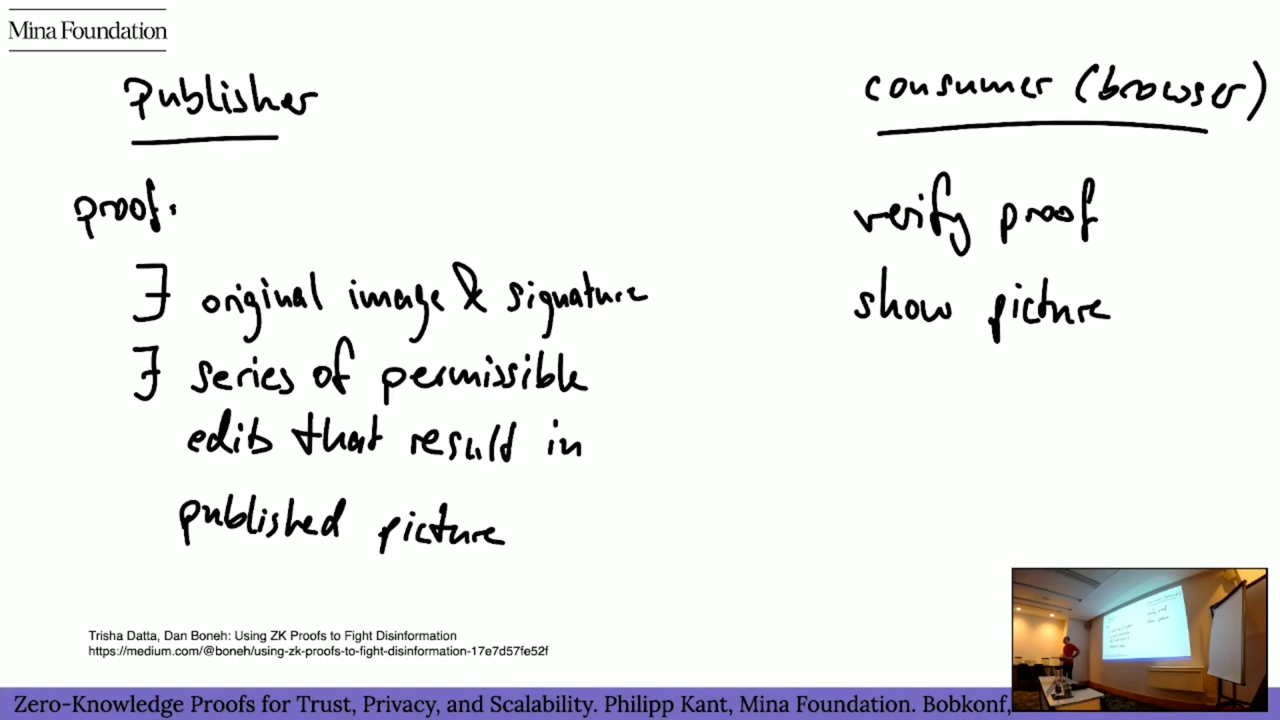 Mina Foundation
publisher
proof:
∃ original image & signature
∃ series of permissible
edits that result in
published picture
consumer (browser)
verify proof
show picture
Trisha Datta, Dan Boneh: Using ZK Proofs to Fight Disinformation
https://medium.com/@boneh/using-zk-proofs-to-fight-disinformation-17e7d57fe52f
Zero-Knowledge Proofs for Trust, Privacy, and Scalability. Philipp Kant, Mina Foundation. Bobkonf,